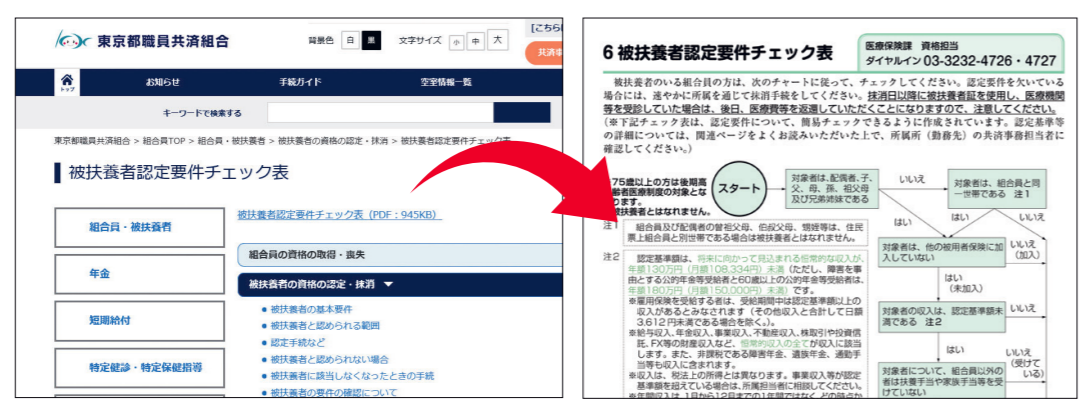 東京都職員共済組合
背景色 白 黒 文字サイズ 小 中 大
トップ
お知らせ 手続ガイド 空室情報一覧
キーワードで検索する
東京都職員共済組合 > 組合員TOP > 組合員・被扶養者 > 被扶養者の資格の認定・抹消 > 被扶養者認定要件チェック表
被扶養者認定要件チェック表
組合員・被扶養者
年金
短期給付
特定健診・特定保健指導
被扶養者認定要件チェック表（PDF：945KB）
組合員の資格の取得・喪失
被扶養者の資格の認定・抹消 ▼
● 被扶養者の基本要件
● 被扶養者と認められる範囲
● 認定手続など
● 被扶養者と認められない場合
● 被扶養者に該当しなくなったときの手続
● 被扶養者の要件の確認について
6 被扶養者認定要件チェック表
医療保険課 資格担当
ダイヤルイン 03-3232-4726・4727
被扶養者のいる組合員の方は、次のチャートに従って、チェックしてください。認定要件を欠いている
場合には、速やかに所属を通じて抹消手続をしてください。抹消日以降に被扶養者証を使用し、医療機関
等を受診していた場合は、後日、医療費等を返還していただくことになりますので、注意してください。
（※下記チェック表は、認定要件について、簡易チェックできるように作成されています。認定基準等
の詳細については、関連ページをよくお読みいただいた上で、所属所（勤務先）の共済事務担当者に
確認してください。）
75歳以上の方は後期高
齢者医療制度の対象とな
ります。
被扶養者とはなれません。
スタート
対象者は、配偶者、子、
父、母、孫、祖父母
及び兄弟姉妹である
いいえ
対象者は、組合員と同
一世帯である 注1
はい
はい
いいえ
注1
組合員及び配偶者の曽祖父母、伯叔父母、甥姪等は、住民
票上組合員と別世帯である場合は被扶養者とはなれません。
対象者は、他の被用者保険に加
入していない
いいえ
（加入）
はい
（未加入）
注2
認定基準額は、将来に向かって見込まれる恒常的な収入が、
年額130万円（月額108,334円）未満（ただし、障害を事
由とする公的年金等受給者と60歳以上の公的年金等受給者は、
年額180万円（月額150,000円）未満）です。
※雇用保険を受給する者は、受給期間中は認定基準額以上の
収入があるとみなされます（その他収入と合計して日額
3,612円未満である場合を除く。）。
※給与収入、年金収入、事業収入、不動産収入、株取引や投資信
託、FX等の財産収入など、恒常的収入の全てが収入に該当
します。また、非課税である障害年金、遺族年金、通勤手
当等も収入に含まれます。
※収入は、税法上の所得とは異なります。事業収入等が認定
基準額を超えている場合は、所属担当者に相談してください。
対象者の収入は、認定基準額未
満である 注2
いいえ
はい
いいえ
（受けて
いる）
対象者について、組合員以外の
者は扶養手当や家族手当等を受
けていない